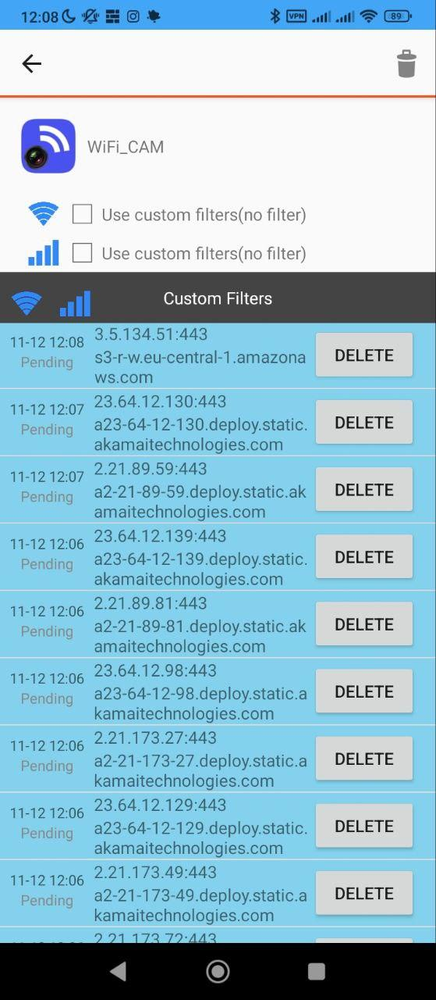 12:08
VPN
89
WiFi_CAM
Use custom filters(no filter)
Use custom filters(no filter)
Custom Filters
11-12 12:08
Pending
3.5.134.51:443
s3-r-w.eu-central-1.amazona
ws.com
DELETE
11-12 12:07
Pending
23.64.12.130:443
a23-64-12-130.deploy.static.
akamaitechnologies.com
DELETE
11-12 12:07
Pending
2.21.89.59:443
a2-21-89-59.deploy.static.ak
amaitechnologies.com
DELETE
11-12 12:06
Pending
23.64.12.139:443
a23-64-12-139.deploy.static.
akamaitechnologies.com
DELETE
11-12 12:06
Pending
2.21.89.81:443
a2-21-89-81.deploy.static.ak
amaitechnologies.com
DELETE
11-12 12:06
Pending
23.64.12.98:443
a23-64-12-98.deploy.static.a
kamaitechnologies.com
DELETE
11-12 12:06
Pending
2.21.173.27:443
a2-21-173-27.deploy.static.a
kamaitechnologies.com
DELETE
11-12 12:06
Pending
23.64.12.129:443
a23-64-12-129.deploy.static.
akamaitechnologies.com
DELETE
11-12 12:06
Pending
2.21.173.49:443
a2-21-173-49.deploy.static.a
kamaitechnologies.com
DELETE
2.21.173.72:443